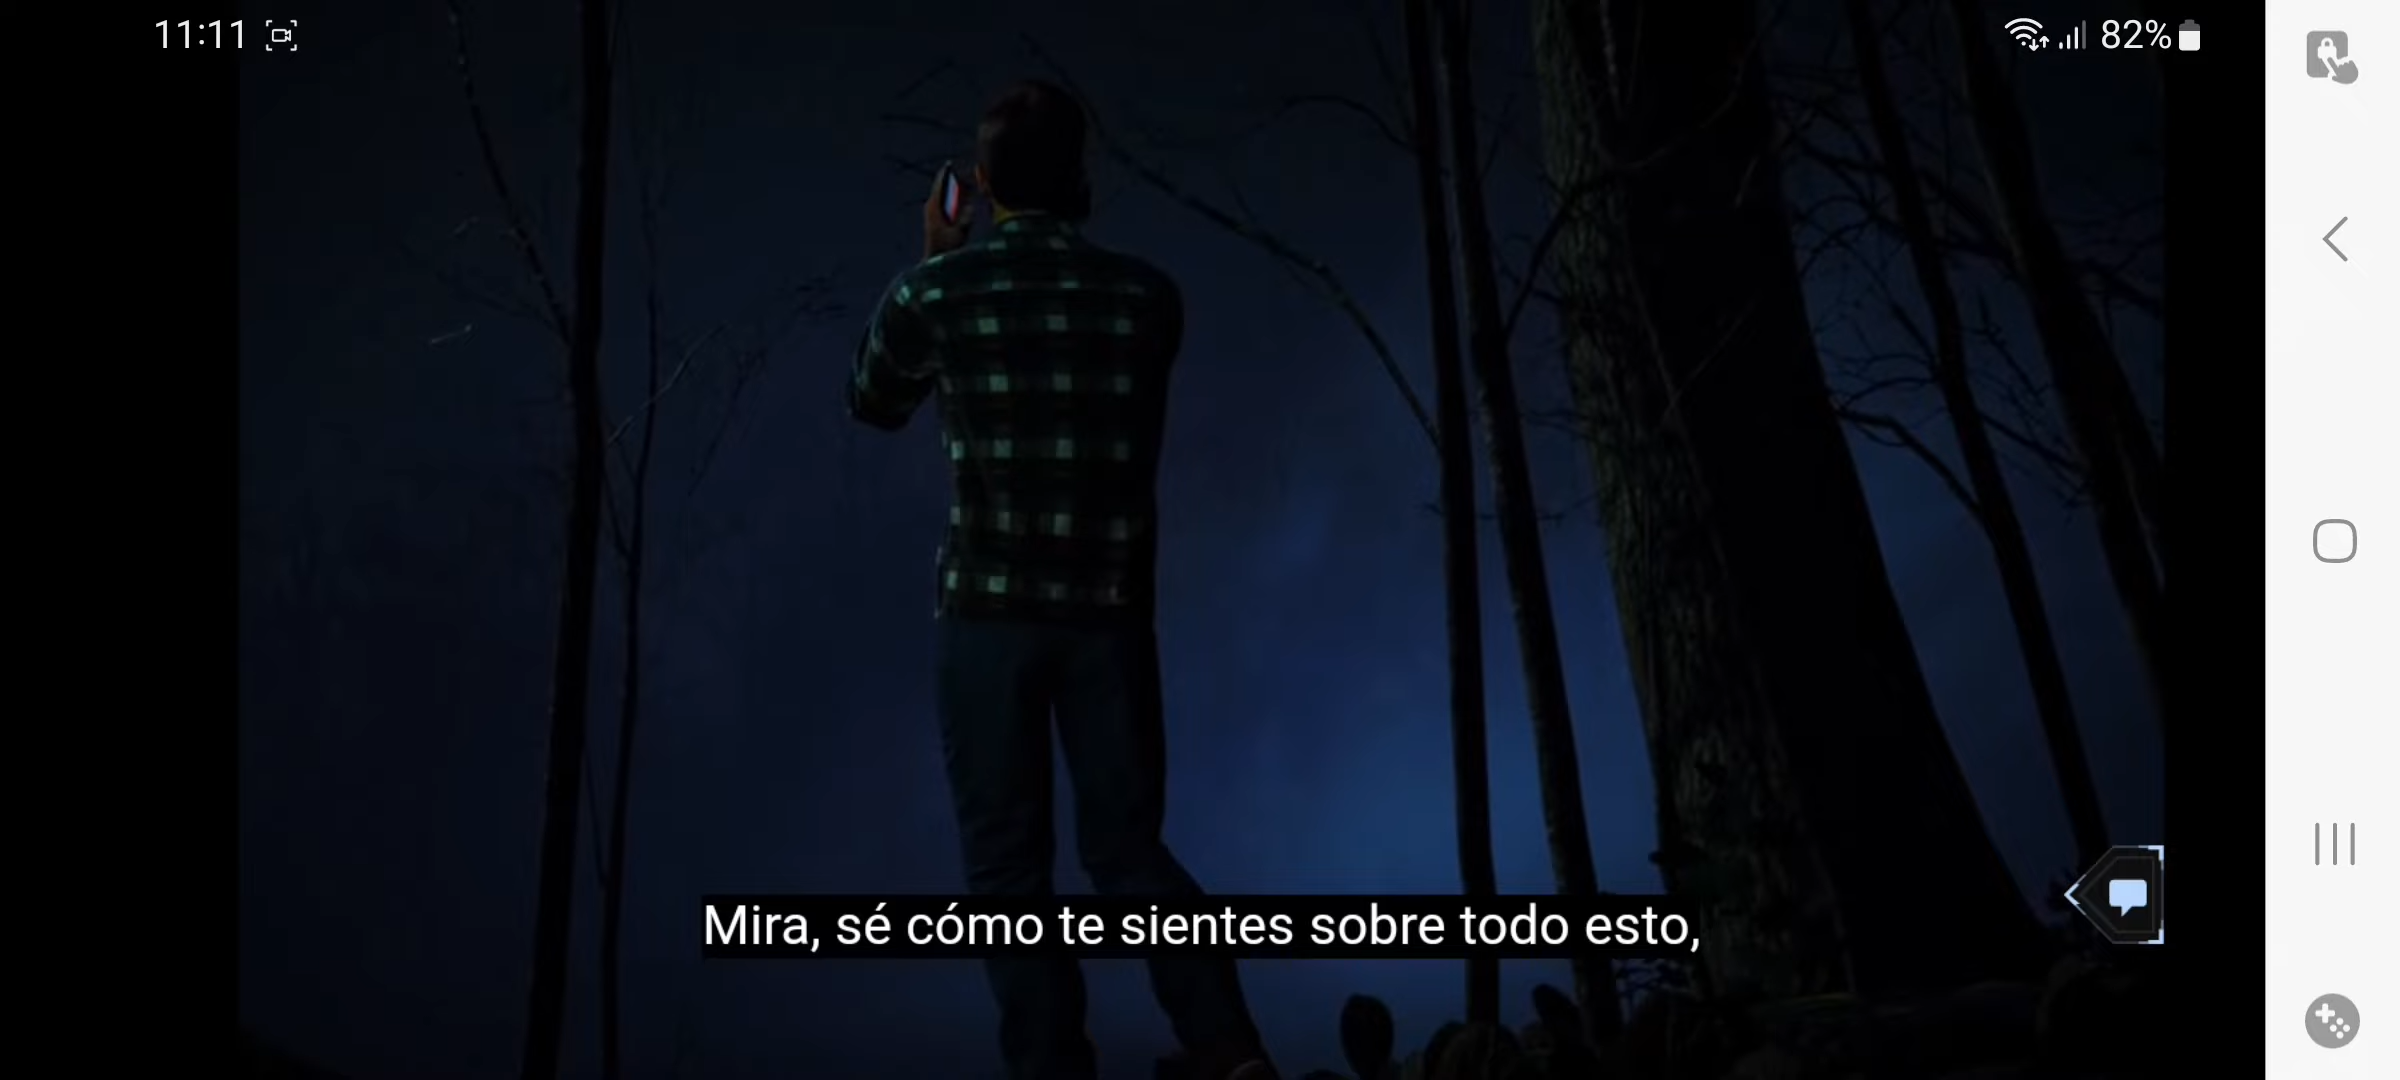 11:11
82%
Mira, sé cómo te sientes sobre todo esto,